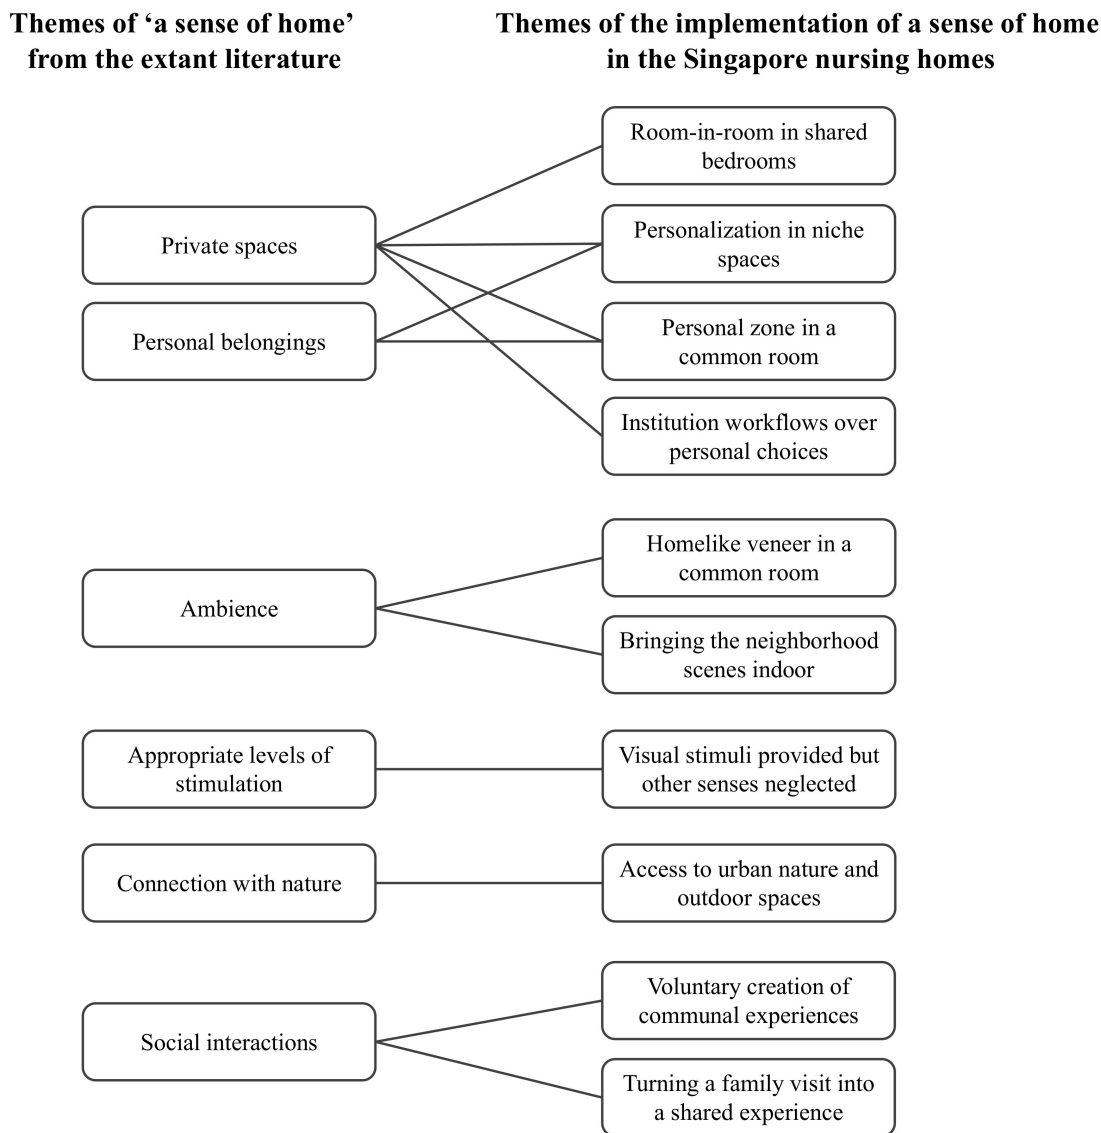 Themes of ‘a sense of home’
from the extant literature
Themes of the implementation of a sense of home
in the Singapore nursing homes
Private spaces
Personal belongings
Ambience
Appropriate levels of
stimulation
Connection with nature
Social interactions
Room-in-room in shared
bedrooms
Personalization in niche
spaces
Personal zone in a
common room
Institution workflows over
personal choices
Homelike veneer in a
common room
Bringing the neighborhood
scenes indoor
Visual stimuli provided but
other senses neglected
Access to urban nature and
outdoor spaces
Voluntary creation of
communal experiences
Turning a family visit into
a shared experience